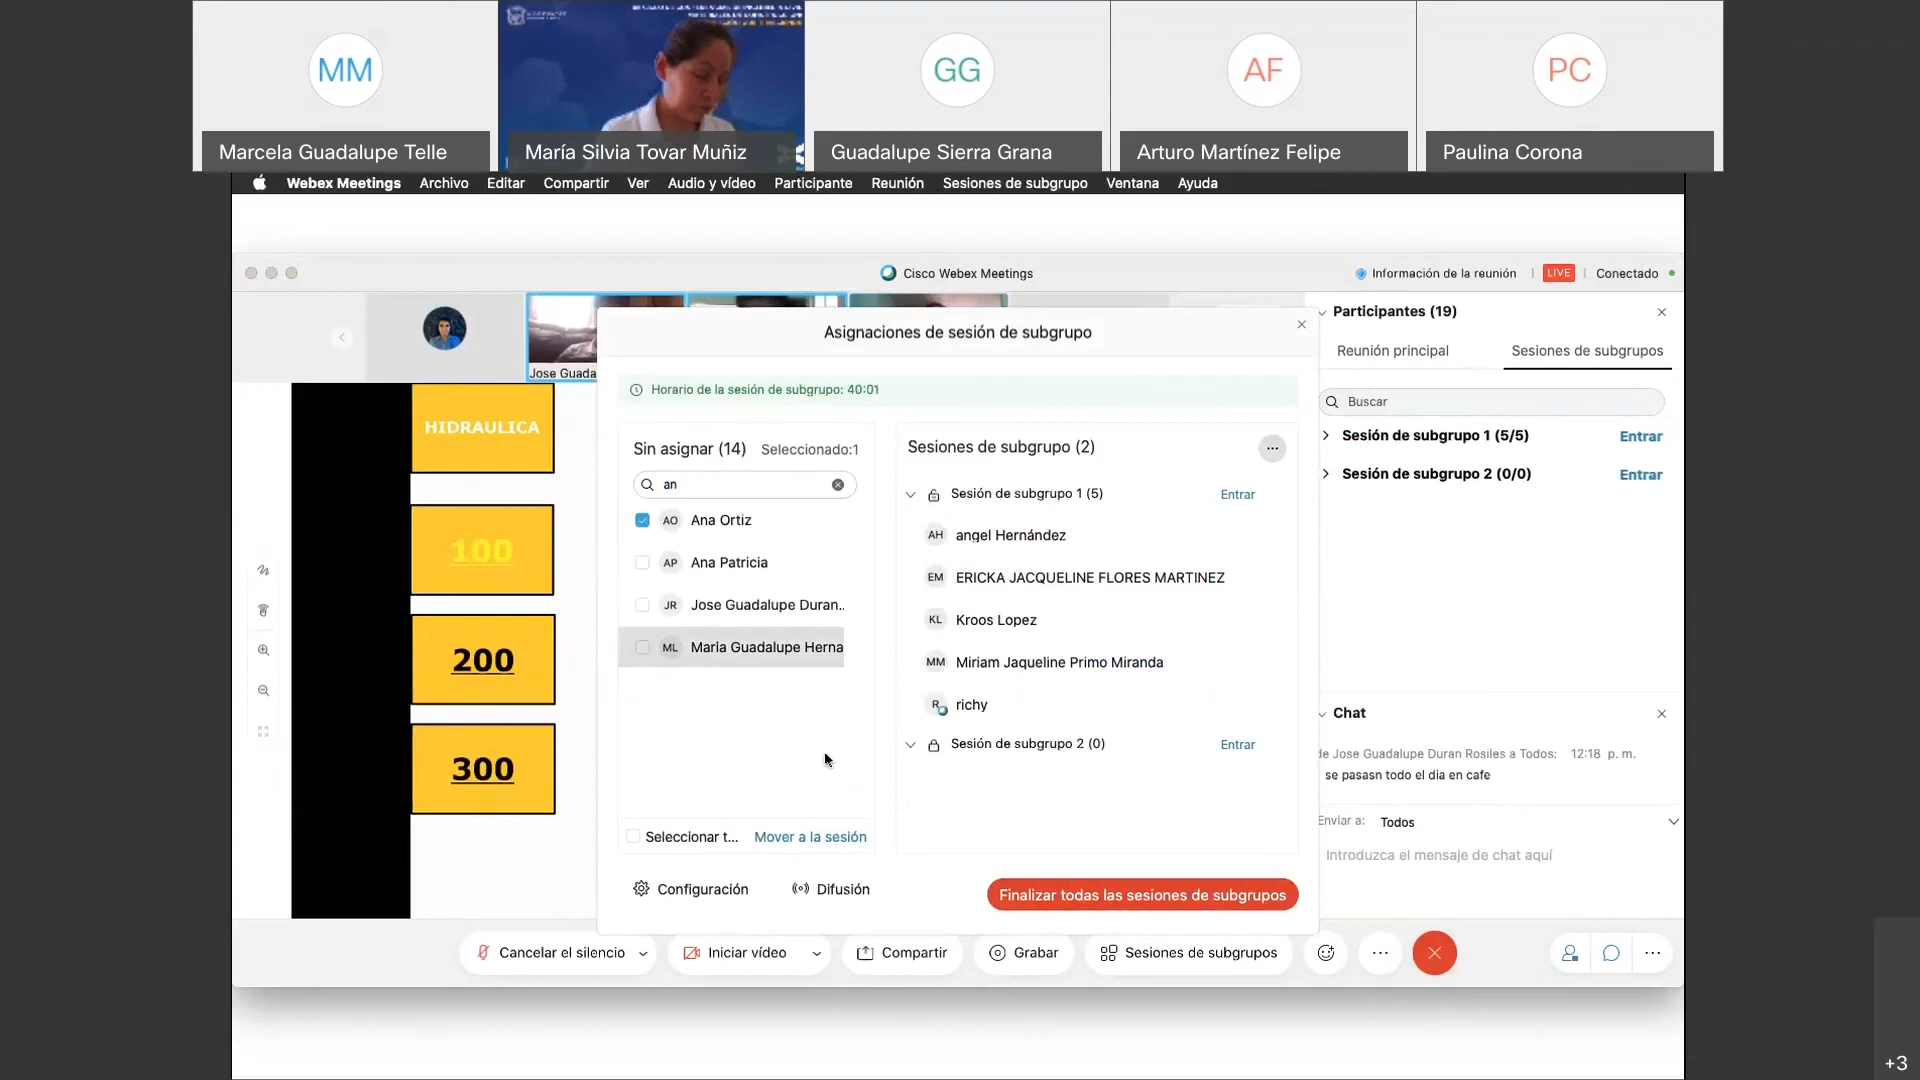 MM
GG
AF
PC
Marcela Guadalupe Telle
María Silvia Tovar Muñiz
Guadalupe Sierra Grana
Arturo Martínez Felipe
Paulina Corona
Webex Meetings Archivo Editar Compartir Ver Audio y vídeo Participante Reunión Sesiones de subgrupo Ventana Ayuda
Cisco Webex Meetings
Información de la reunión
LIVE
Conectado
Jose Guada
HIDRAULICA
100
200
300
Asignaciones de sesión de subgrupo
Horario de la sesión de subgrupo: 40:01
Sin asignar (14) Seleccionado:1
an
AO Ana Ortiz
AP Ana Patricia
JR Jose Guadalupe Duran..
ML Maria Guadalupe Herna
Seleccionar t... Mover a la sesión
Sesiones de subgrupo (2)
Sesión de subgrupo 1 (5) Entrar
AH angel Hernández
EM ERICKA JACQUELINE FLORES MARTINEZ
KL Kroos Lopez
MM Miriam Jaqueline Primo Miranda
R richy
Sesión de subgrupo 2 (0) Entrar
Configuración
Difusión
Finalizar todas las sesiones de subgrupos
Participantes (19)
Reunión principal
Sesiones de subgrupos
Buscar
Sesión de subgrupo 1 (5/5) Entrar
Sesión de subgrupo 2 (0/0) Entrar
Chat
de Jose Guadalupe Duran Rosiles a Todos: 12:18 p. m.
se pasasn todo el dia en cafe
Enviar a: Todos
Introduzca el mensaje de chat aquí
Cancelar el silencio
Iniciar vídeo
Compartir
Grabar
Sesiones de subgrupos
+3